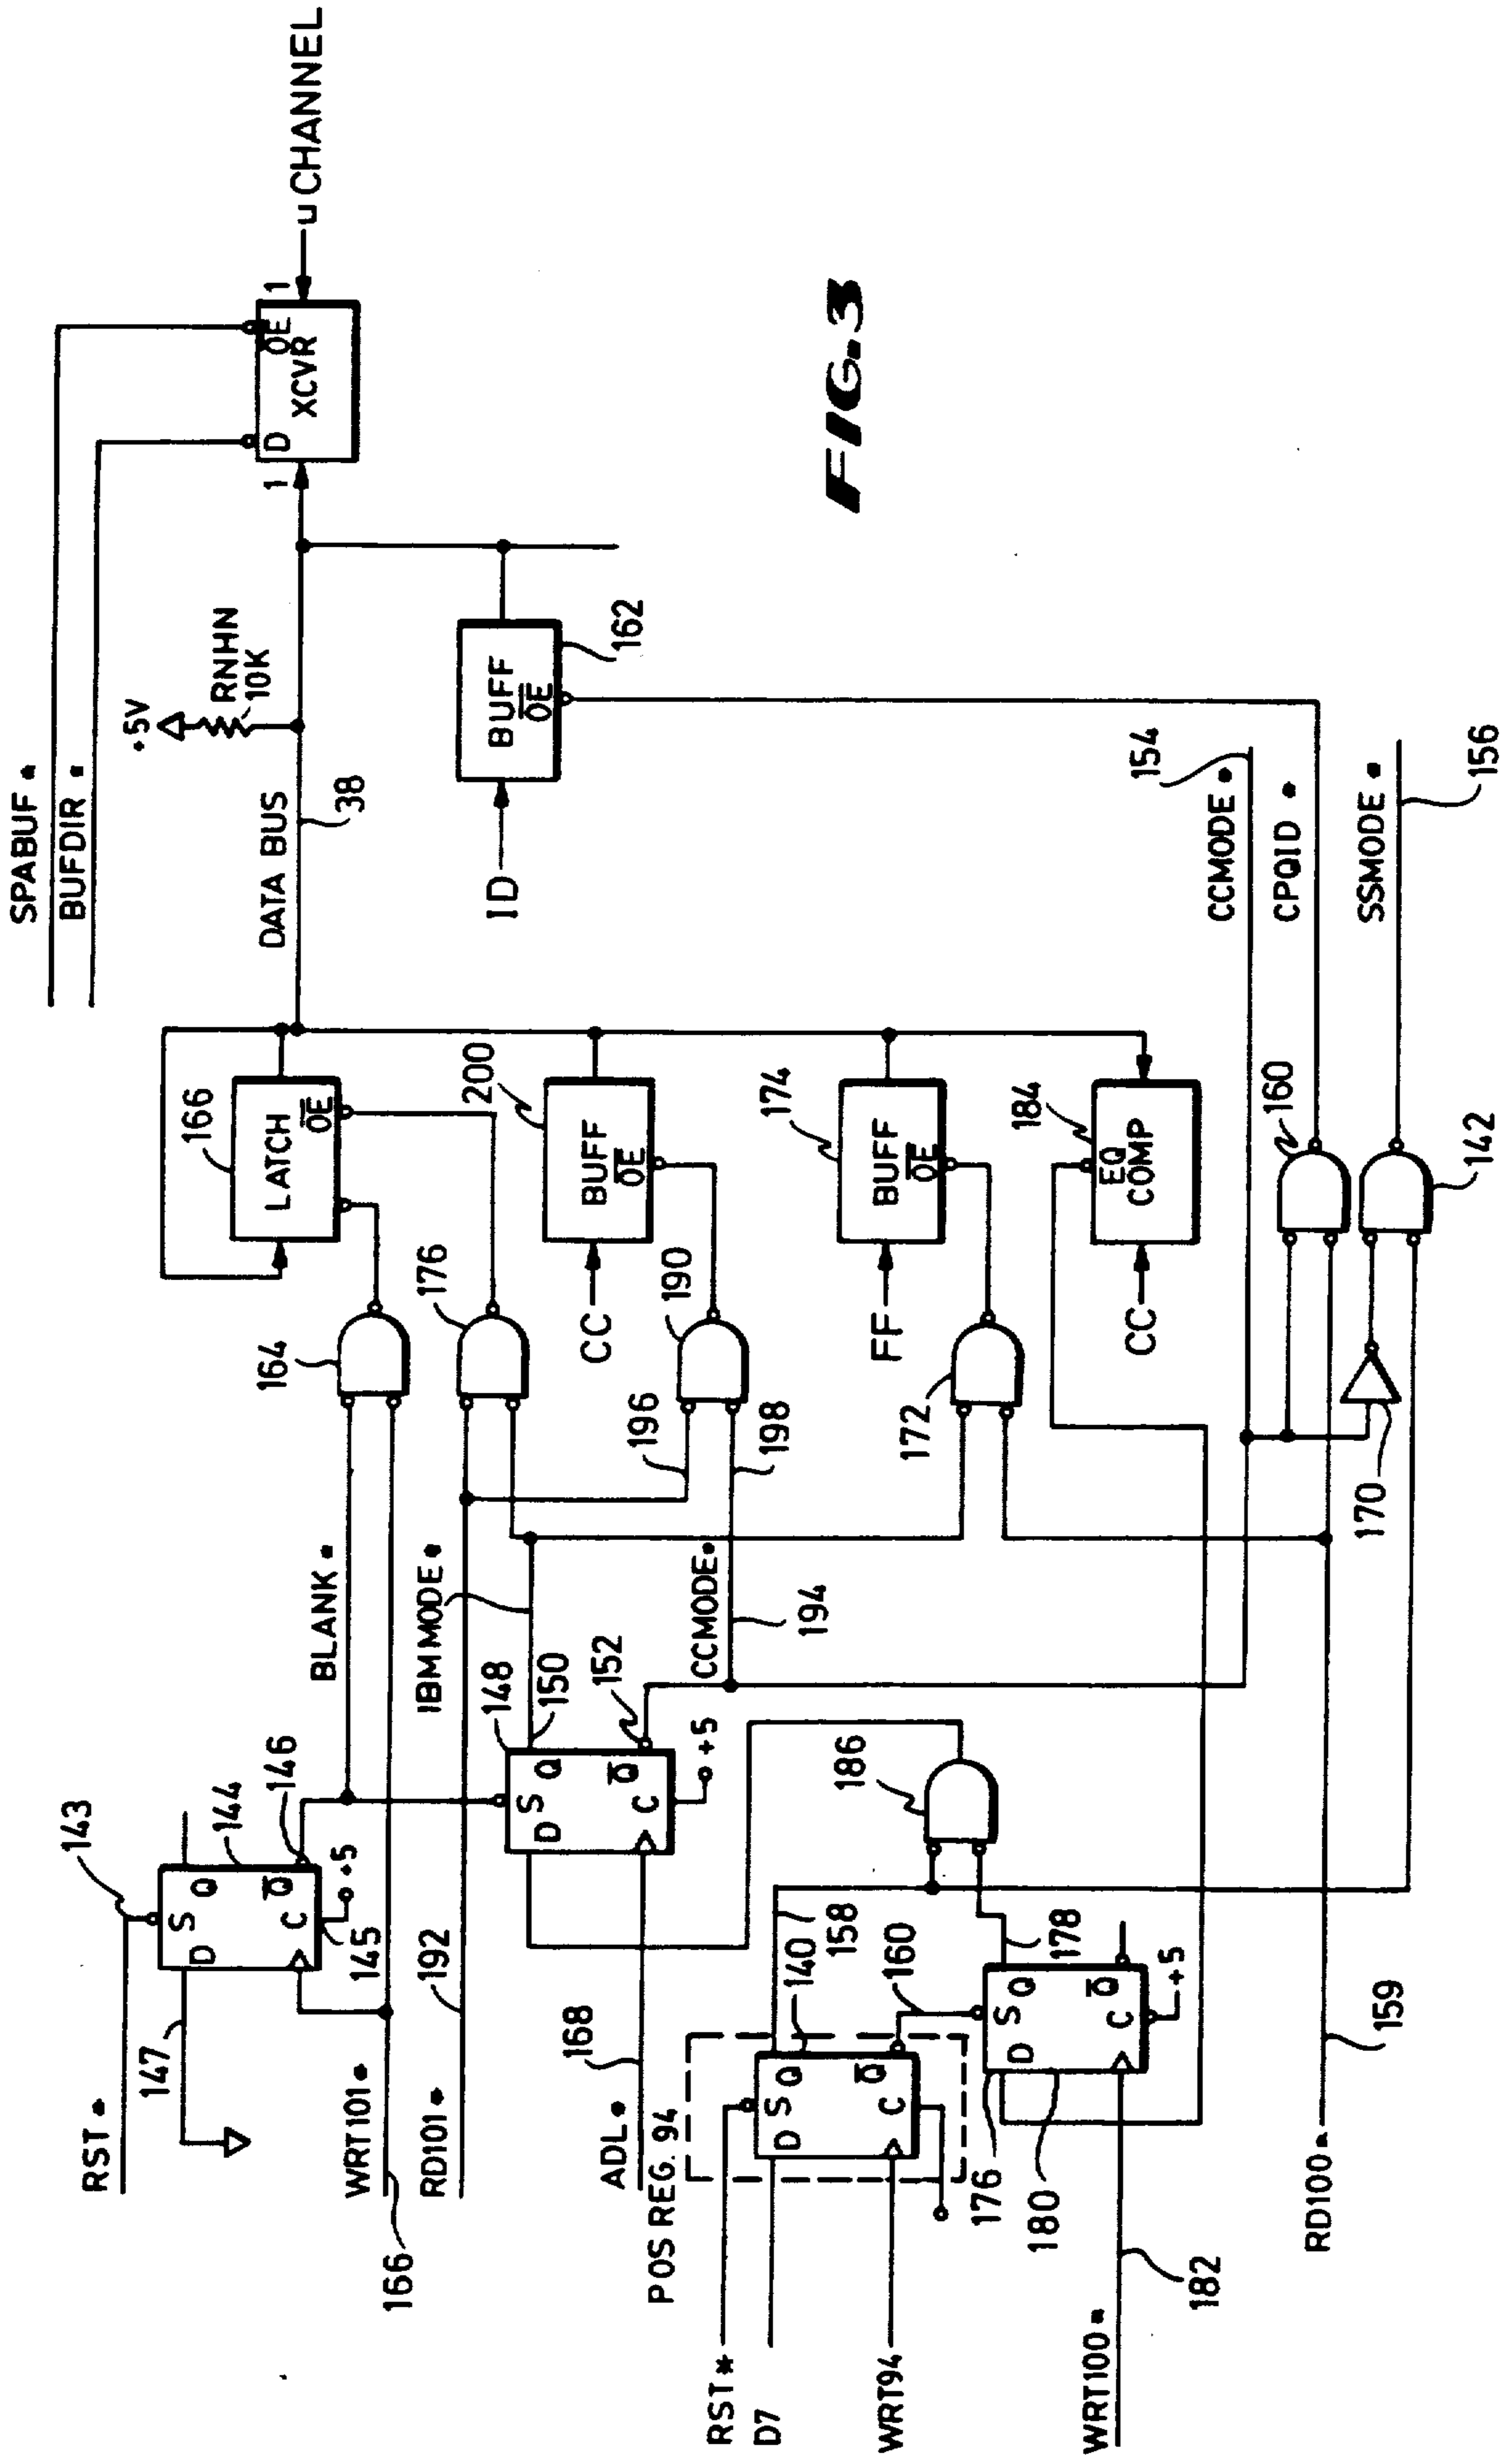 SPABUF *
BUFDIR *
+5V
RNHN
10K
DATA BUS
38
1
D
OE
XCVR
1
u CHANNEL
ID
BUFF
OE
162
RST *
143
147
D
S
Q
Q
C
144
145
146
+5
BLANK *
WRT101 *
166
164
166
LATCH
OE
RD101 *
192
IBM MODE *
176
200
BUFF
OE
CC
190
196
198
ADL *
168
D
S
Q
Q
C
148
150
152
+5
CCMODE *
194
174
BUFF
OE
FF
172
184
EQ
COMP
CC
186
POS REG. 94
RST *
D7
WRT94
D
S
Q
Q
C
140
158
160
176
180
D
S
Q
Q
C
178
+5
WRT100 *
182
RD100 *
159
170
160
142
CCMODE *
154
CPQID *
SSMODE *
156
FIG.3